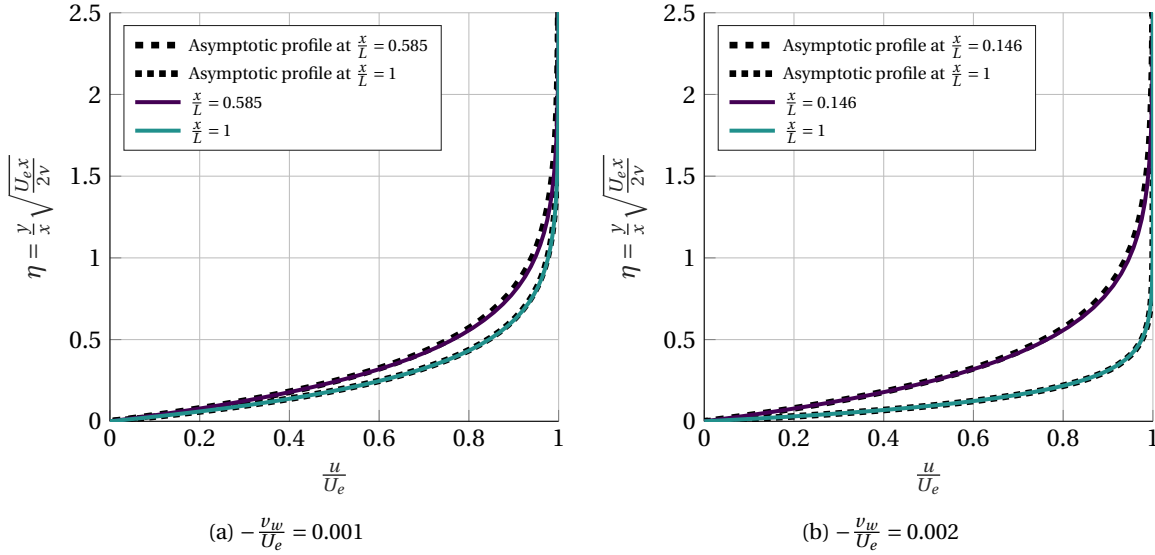 2.5
2
1.5
1
0.5
0
0 0.2 0.4 0.6 0.8 1
η = y/x √(U_e x/2ν)
u/U_e
Asymptotic profile at x/L = 0.585
Asymptotic profile at x/L = 1
x/L = 0.585
x/L = 1
(a) − v_w/U_e = 0.001
2.5
2
1.5
1
0.5
0
0 0.2 0.4 0.6 0.8 1
η = y/x √(U_e x/2ν)
u/U_e
Asymptotic profile at x/L = 0.146
Asymptotic profile at x/L = 1
x/L = 0.146
x/L = 1
(b) − v_w/U_e = 0.002